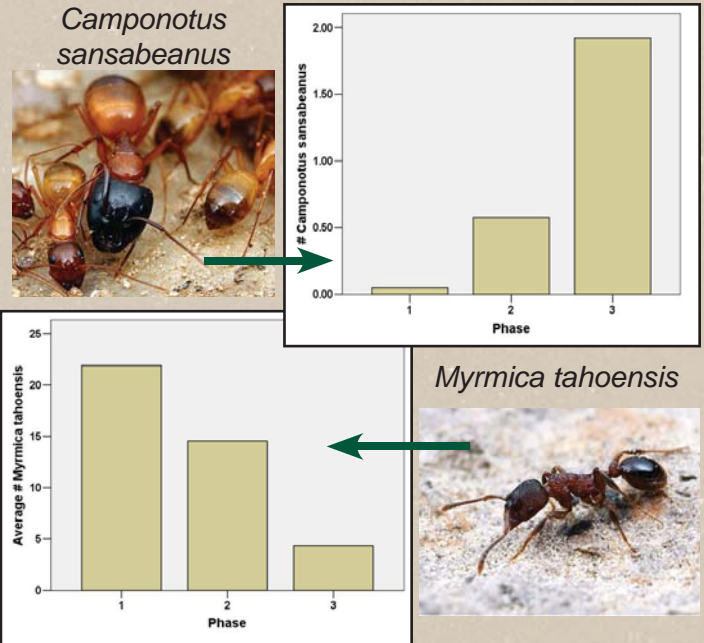 Camponotus
sansabeanus
# Camponotus sansabeanus
2.00
1.50
1.00
0.50
0.00
1
2
3
Phase
Average # Myrmica tahoensis
25
20
15
10
5
0
1
2
3
Phase
Myrmica tahoensis